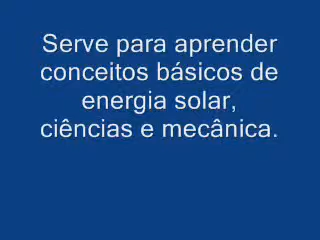 Serve para aprender
conceitos básicos de
energia solar,
ciências e mecânica.